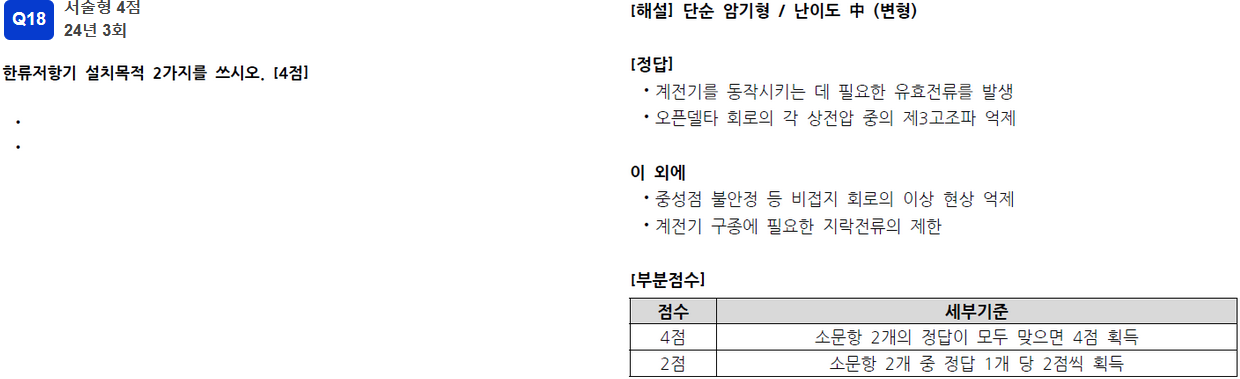 Q18
서술형 4점
24년 3회
한류저항기 설치목적 2가지를 쓰시오. [4점]
•
•
[해설] 단순 암기형 / 난이도 中 (변형)
[정답]
• 계전기를 동작시키는 데 필요한 유효전류를 발생
• 오픈델타 회로의 각 상전압 중의 제3고조파 억제
이 외에
• 중성점 불안정 등 비접지 회로의 이상 현상 억제
• 계전기 구종에 필요한 지락전류의 제한
[부분점수]
점수 세부기준
4점 소문항 2개의 정답이 모두 맞으면 4점 획득
2점 소문항 2개 중 정답 1개 당 2점씩 획득